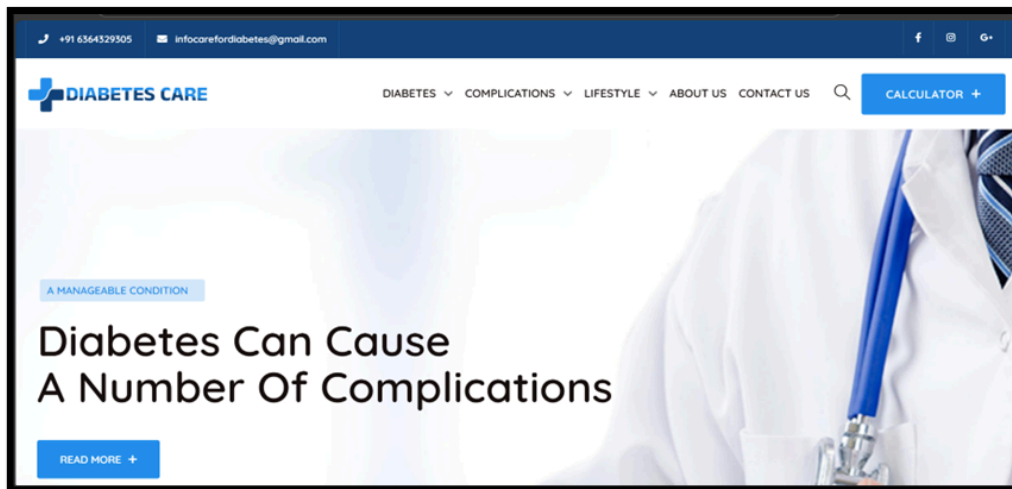 +91 6364329305 infocarefordiabetes@gmail.com f G+
DIABETES CARE DIABETES COMPLICATIONS LIFESTYLE ABOUT US CONTACT US CALCULATOR +
A MANAGEABLE CONDITION
Diabetes Can Cause
A Number Of Complications
READ MORE +